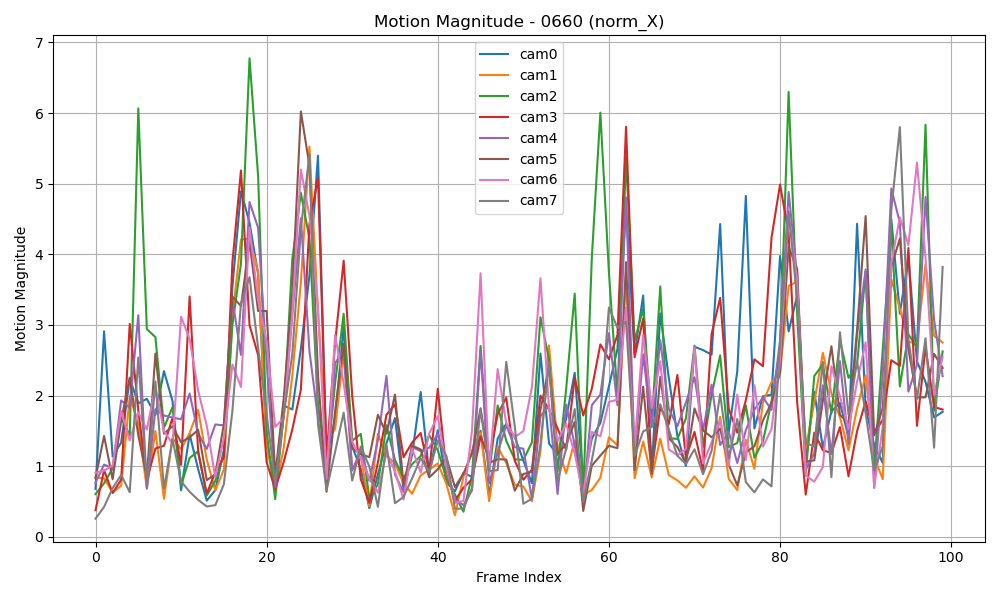 Motion Magnitude - 0660 (norm_X)
Motion Magnitude
7
6
5
4
3
2
1
0
cam0
cam1
cam2
cam3
cam4
cam5
cam6
cam7
0
20
40
60
80
100
Frame Index